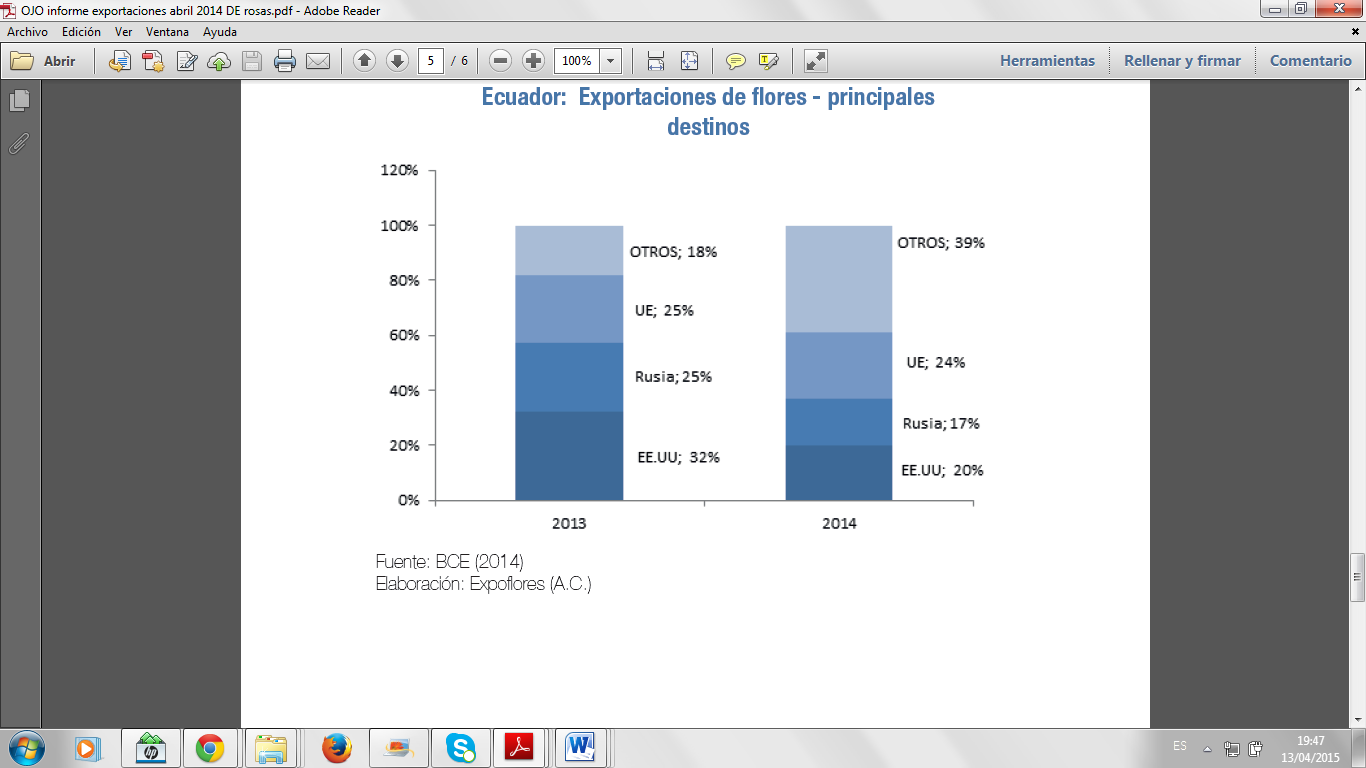 OJO informe exportaciones abril 2014 DE rosas.pdf - Adobe Reader
Archivo Edición Ver Ventana Ayuda
Abrir 5 / 6 100% Herramientas Rellenar y firmar Comentario
Ecuador: Exportaciones de flores - principales
destinos
120%
100%
80%
60%
40%
20%
0%
OTROS; 18%
UE; 25%
Rusia; 25%
EE.UU; 32%
OTROS; 39%
UE; 24%
Rusia; 17%
EE.UU; 20%
2013 2014
Fuente: BCE (2014)
Elaboración: Expoflores (A.C.)
ES 19:47
13/04/2015